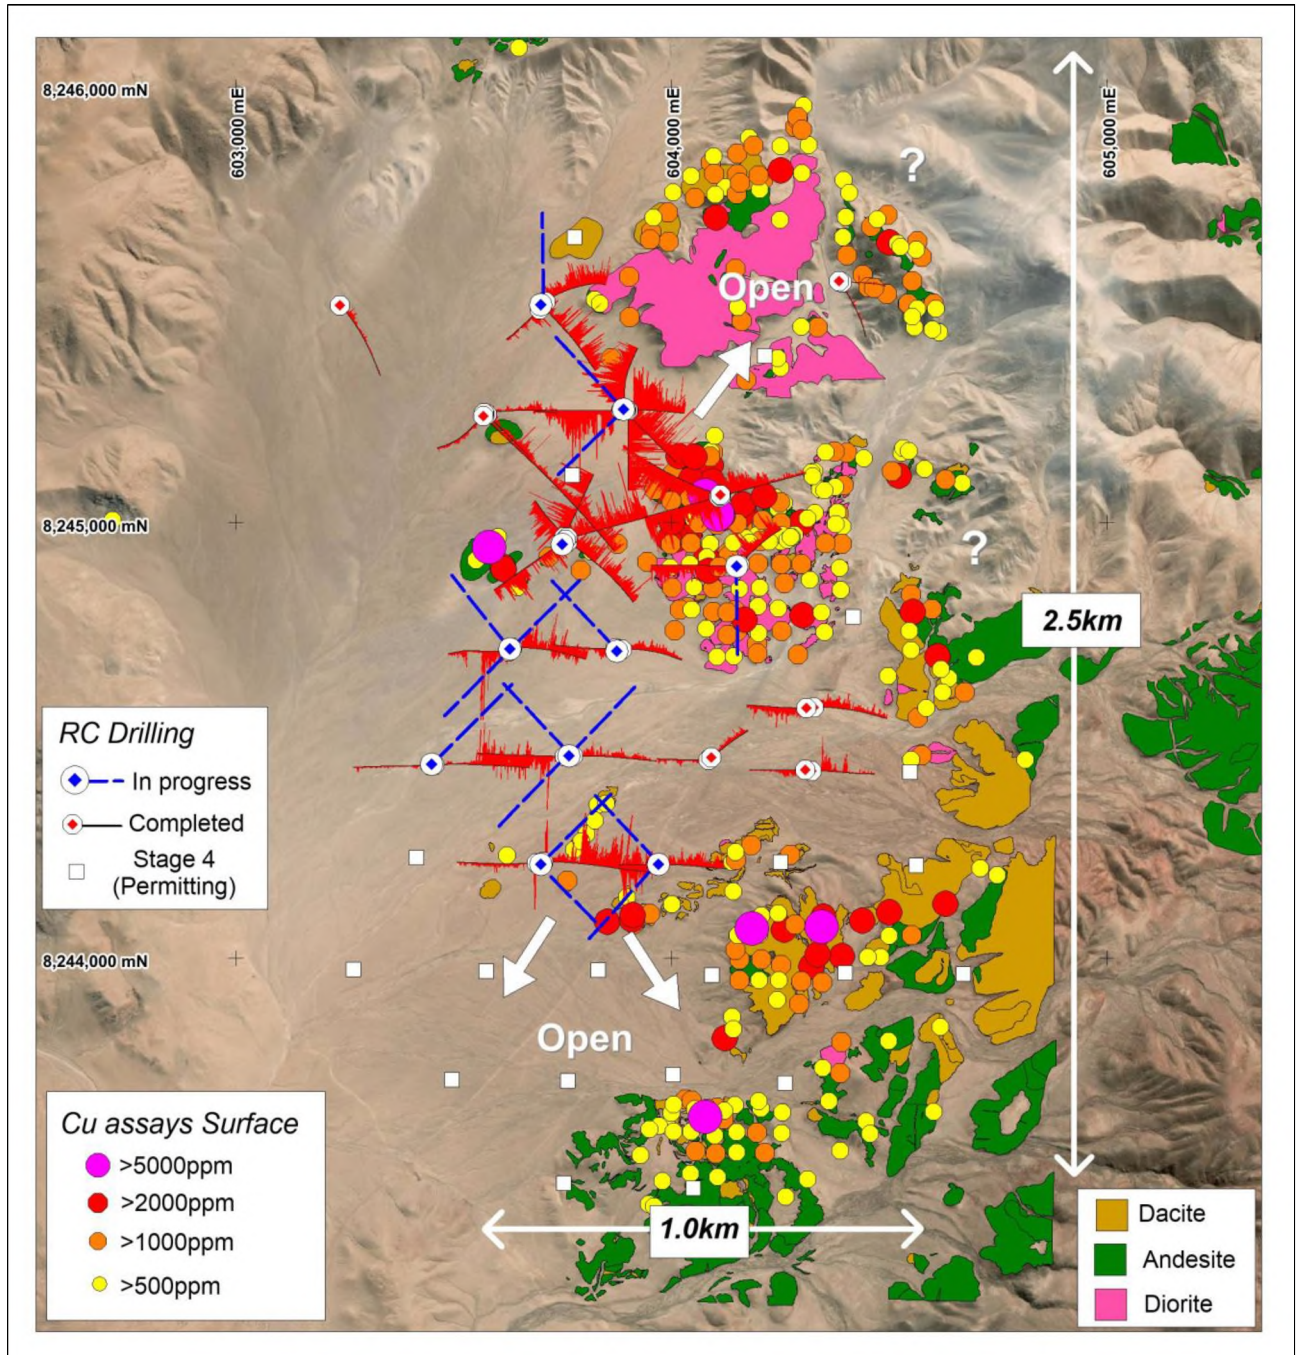 8,246,000 mN
603,000 mE
604,000 mE
605,000 mE
?
Open
8,245,000 mN
?
2.5km
RC Drilling
In progress
Completed
Stage 4
(Permitting)
8,244,000 mN
Open
Cu assays Surface
>5000ppm
>2000ppm
>1000ppm
>500ppm
1.0km
Dacite
Andesite
Diorite